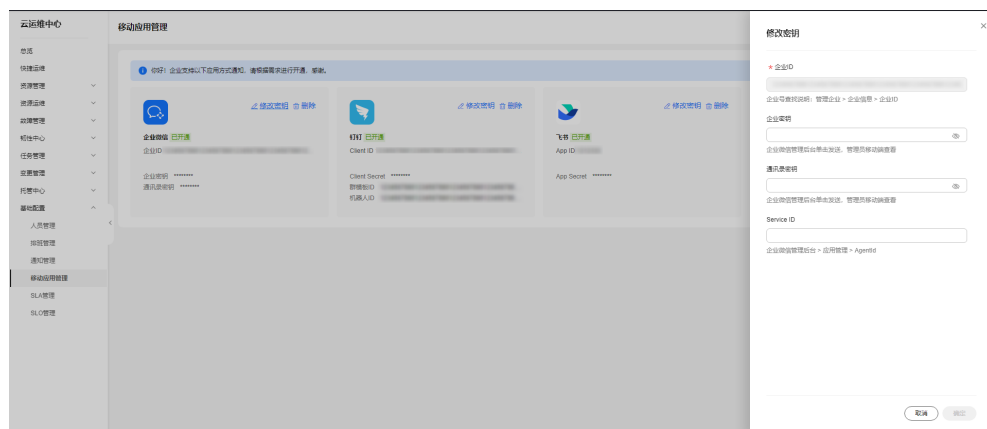 云运维中心
总览
快捷运维
资源管理
资源运维
故障管理
韧性中心
任务管理
变更管理
托管中心
基础配置
人员管理
排班管理
通知管理
移动应用管理
SLA管理
SLO管理
移动应用管理
你好！企业支持以下应用方式通知，请根据需求进行开通，感谢。
修改密钥 删除
企业微信 已开通
企业ID
企业密钥 ********
通讯录密钥 ********
修改密钥 删除
钉钉 已开通
Client ID
Client Secret ********
群模板ID
机器人ID
修改密钥 删除
飞书 已开通
App ID
App Secret ********
修改密钥
* 企业ID
企业号查找说明：管理企业 > 企业信息 > 企业ID
企业密钥
企业微信管理后台单击发送，管理员移动端查看
通讯录密钥
企业微信管理后台单击发送，管理员移动端查看
Service ID
企业微信管理后台 > 应用管理 > AgentId
取消 确定